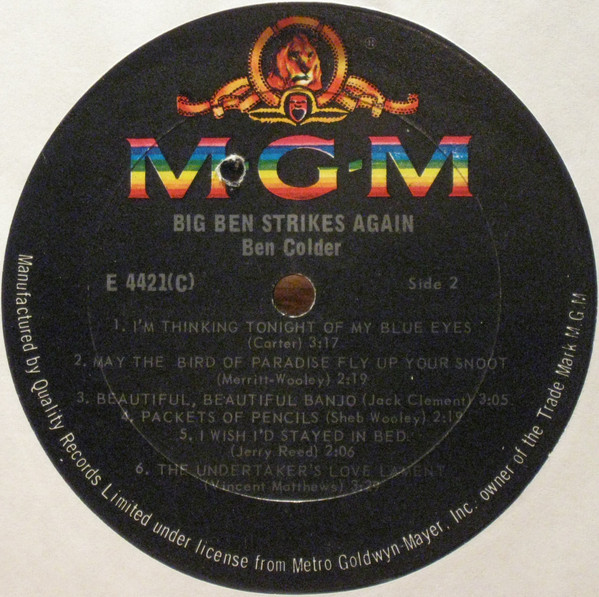 ®
M·G·M
BIG BEN STRIKES AGAIN
Ben Colder
E 4421(C)
Side 2
1. I'M THINKING TONIGHT OF MY BLUE EYES
(Carter) 3:17
2. MAY THE BIRD OF PARADISE FLY UP YOUR SNOOT
(Merritt-Wooley) 2:19
3. BEAUTIFUL, BEAUTIFUL BANJO (Jack Clement) 3:05
4. PACKETS OF PENCILS (Sheb Wooley) 2:19
5. I WISH I'D STAYED IN BED
(Jerry Reed) 2:06
6. THE UNDERTAKER'S LOVE LAMENT
(Vincent Matthews) 3:29
Manufactured by Quality Records Limited under license from Metro Goldwyn-Mayer, Inc. owner of the Trade Mark M G M